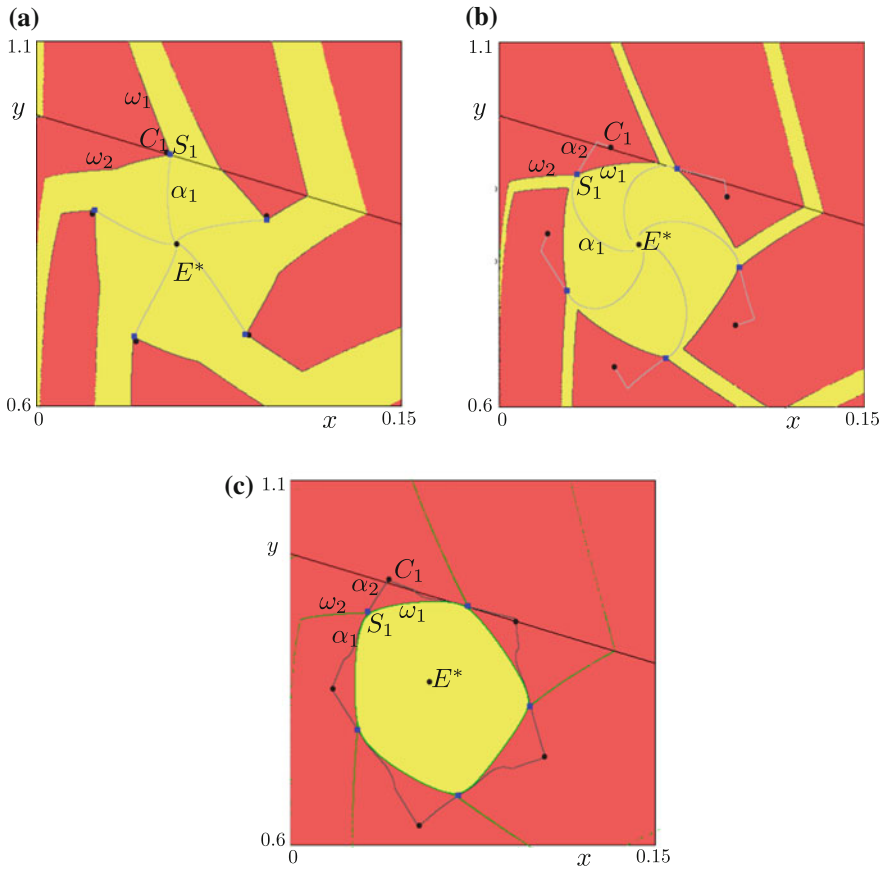 (a)
1.1
y
ω₁
C₁ S₁
ω₂
α₁
E*
0.6
0 x 0.15
(b)
1.1
y
C₁
α₂
ω₂ ω₁
S₁
α₁ E*
0.6
0 x 0.15
(c)
1.1
y
C₁
α₂
ω₂ ω₁
S₁
α₁
E*
0.6
0 x 0.15